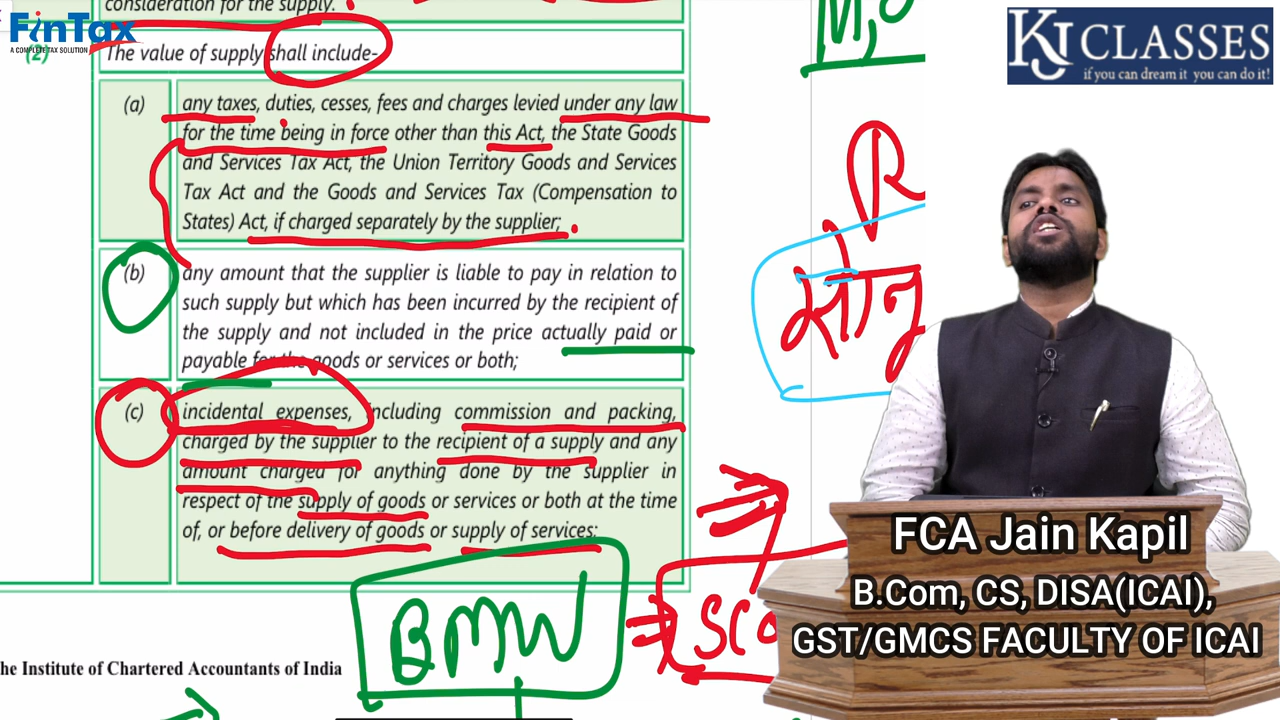 consideration for the supply.
FinTax
A COMPLETE TAX SOLUTION
(2)
The value of supply shall include-
(a)
any taxes, duties, cesses, fees and charges levied under any law
for the time being in force other than this Act, the State Goods
and Services Tax Act, the Union Territory Goods and Services
Tax Act and the Goods and Services Tax (Compensation to
States) Act, if charged separately by the supplier;
(b)
any amount that the supplier is liable to pay in relation to
such supply but which has been incurred by the recipient of
the supply and not included in the price actually paid or
payable for the goods or services or both;
(c)
incidental expenses, including commission and packing,
charged by the supplier to the recipient of a supply and any
amount charged for anything done by the supplier in
respect of the supply of goods or services or both at the time
of, or before delivery of goods or supply of services;
BMW
he Institute of Chartered Accountants of India
R
सोनु
KJ CLASSES
if you can dream it you can do it!
FCA Jain Kapil
B.Com, CS, DISA(ICAI),
GST/GMCS FACULTY OF ICAI